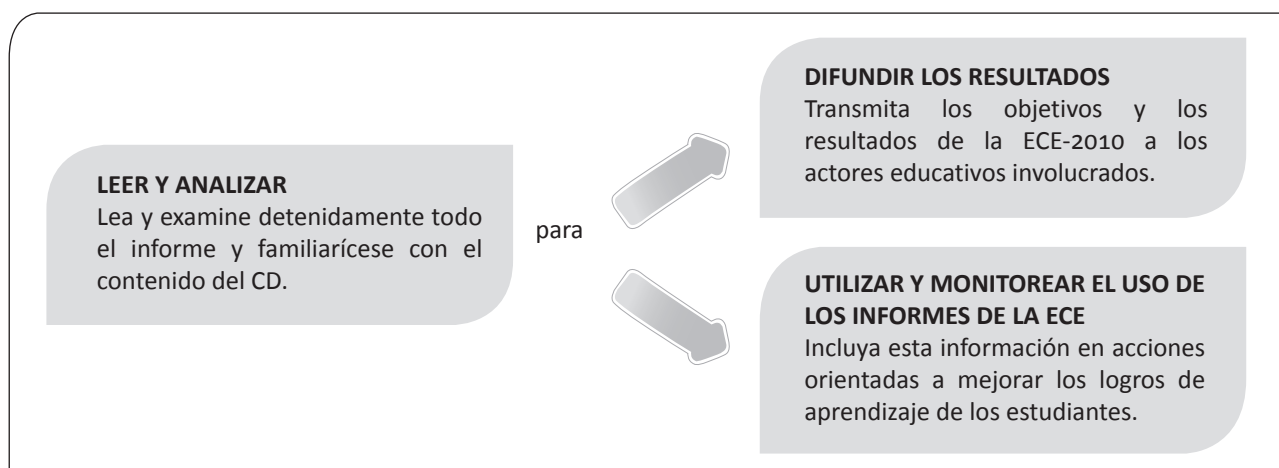 LEER Y ANALIZAR
Lea y examine detenidamente todo
el informe y familiarícese con el
contenido del CD.
para
DIFUNDIR LOS RESULTADOS
Transmita los objetivos y los
resultados de la ECE-2010 a los
actores educativos involucrados.
UTILIZAR Y MONITOREAR EL USO DE
LOS INFORMES DE LA ECE
Incluya esta información en acciones
orientadas a mejorar los logros de
aprendizaje de los estudiantes.